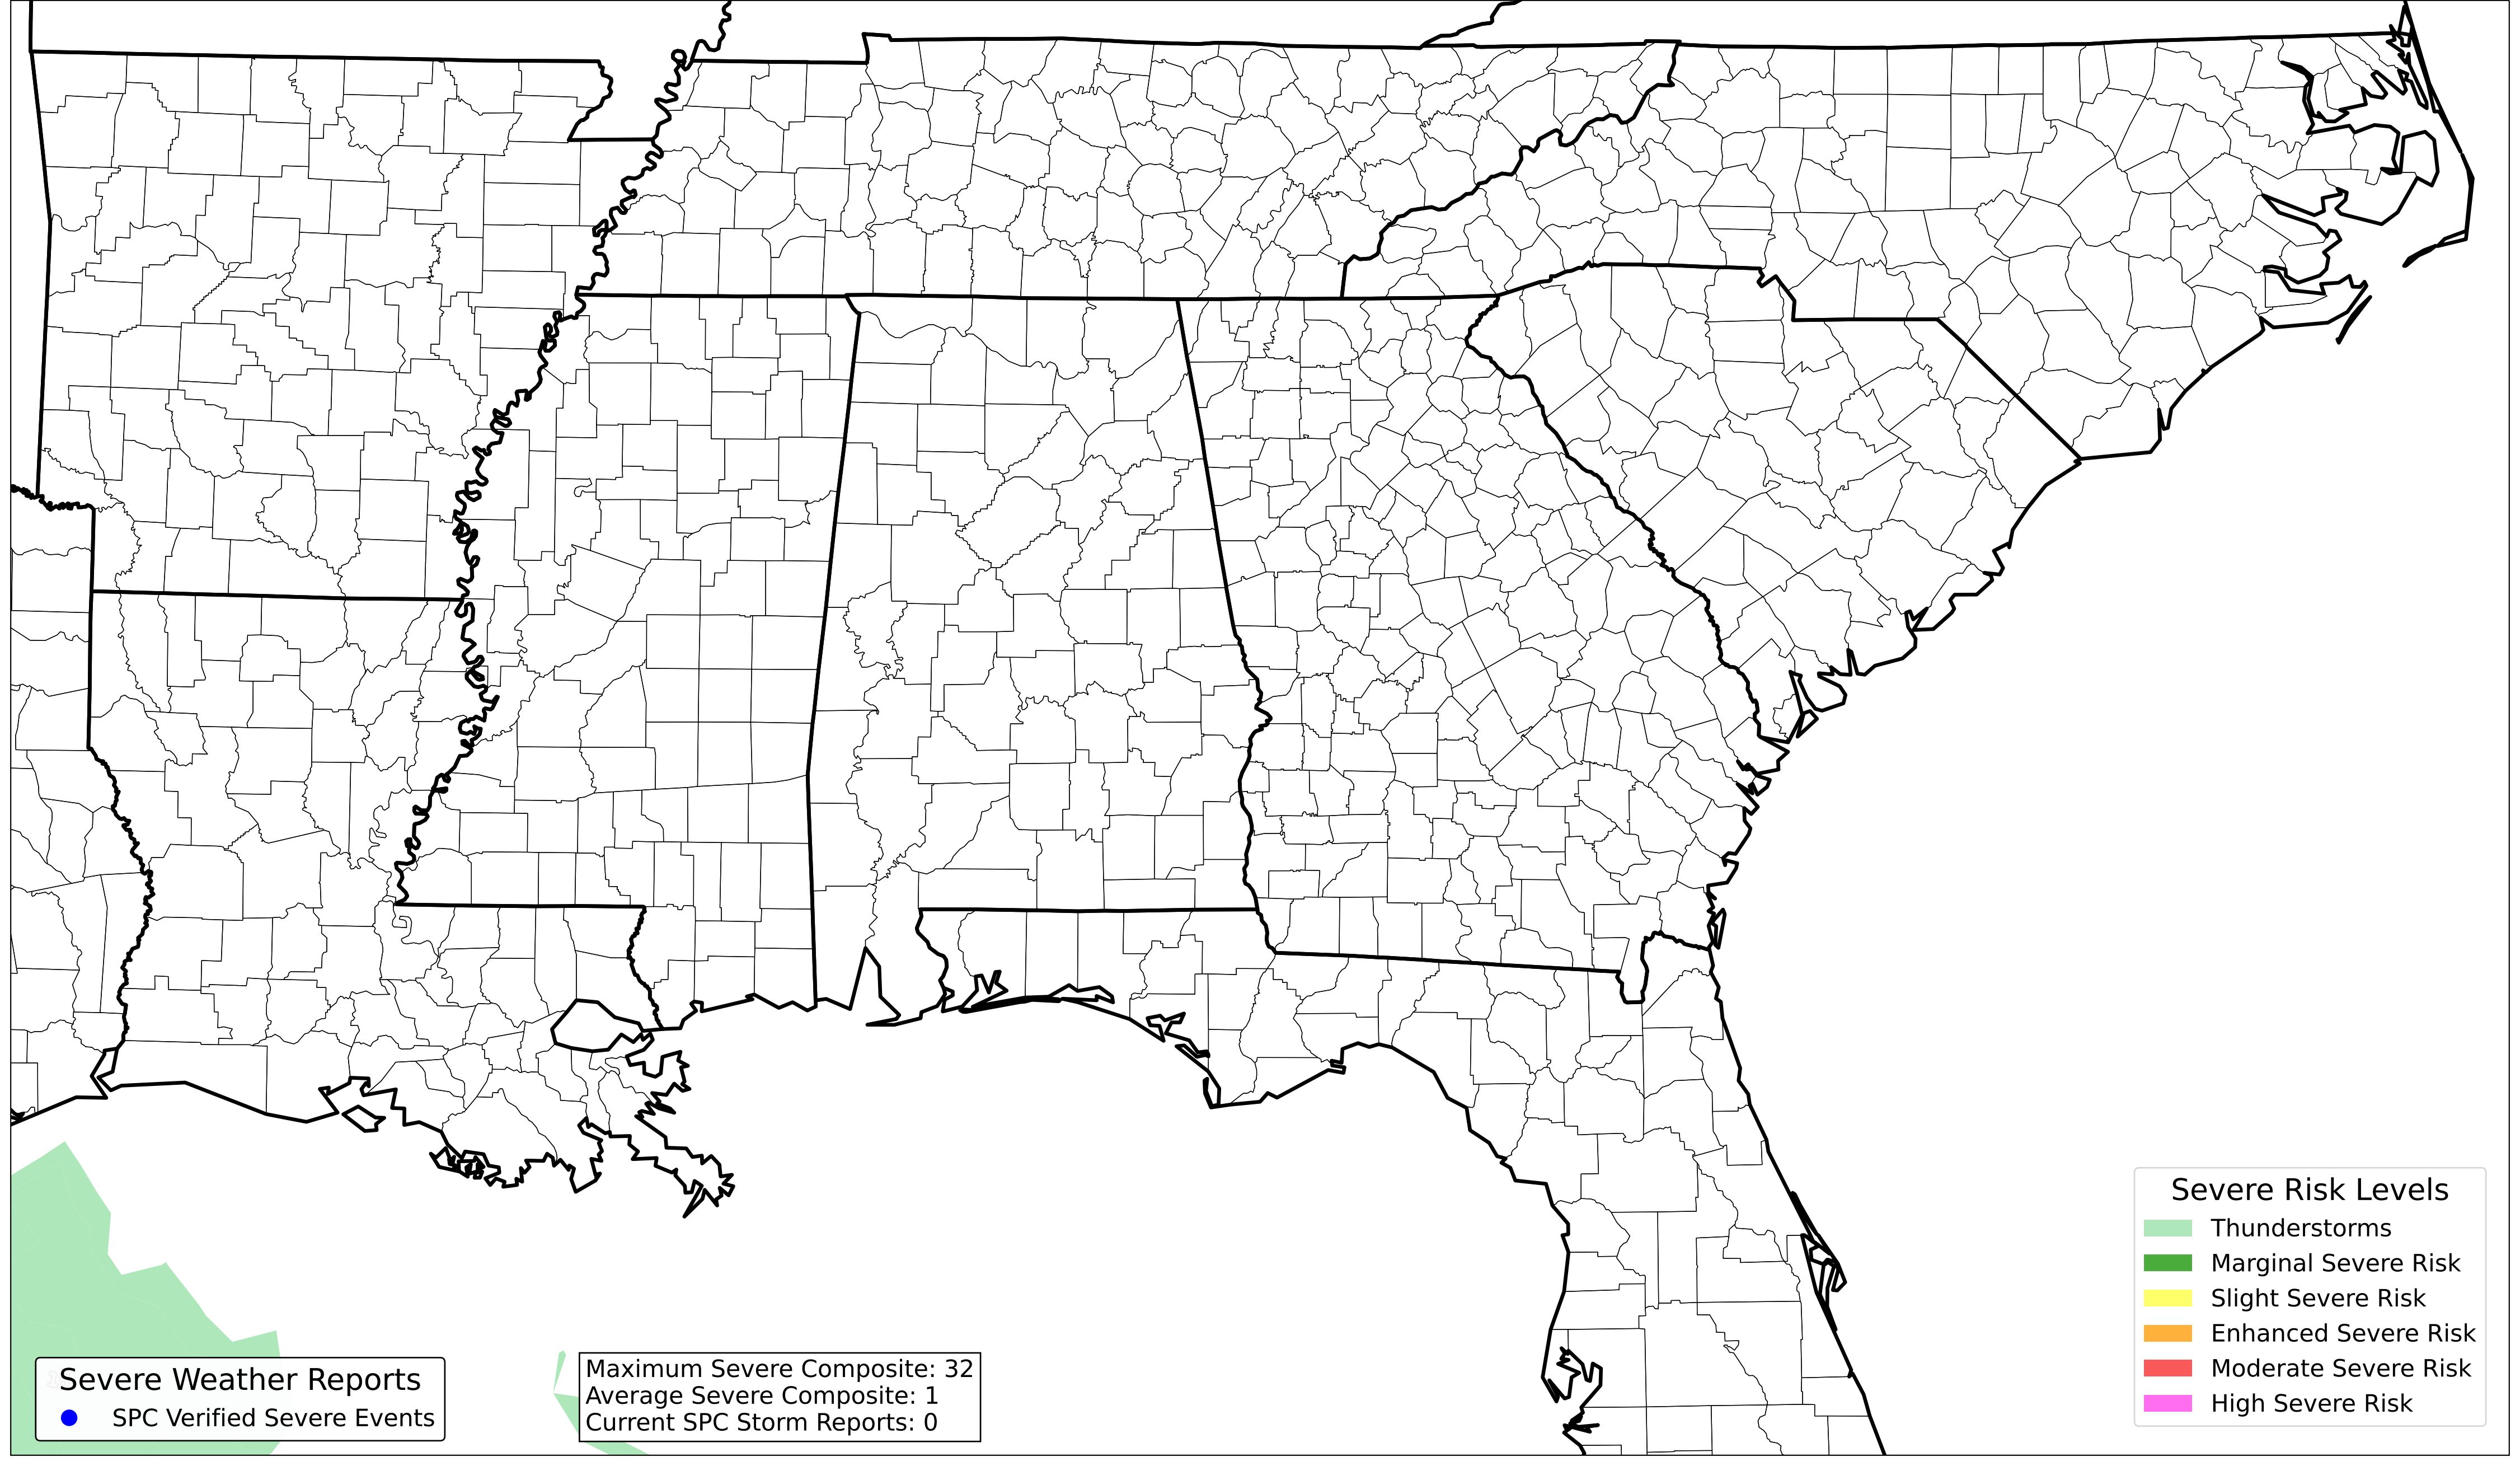 Severe Weather Reports
SPC Verified Severe Events
Maximum Severe Composite: 32
Average Severe Composite: 1
Current SPC Storm Reports: 0
Severe Risk Levels
Thunderstorms
Marginal Severe Risk
Slight Severe Risk
Enhanced Severe Risk
Moderate Severe Risk
High Severe Risk